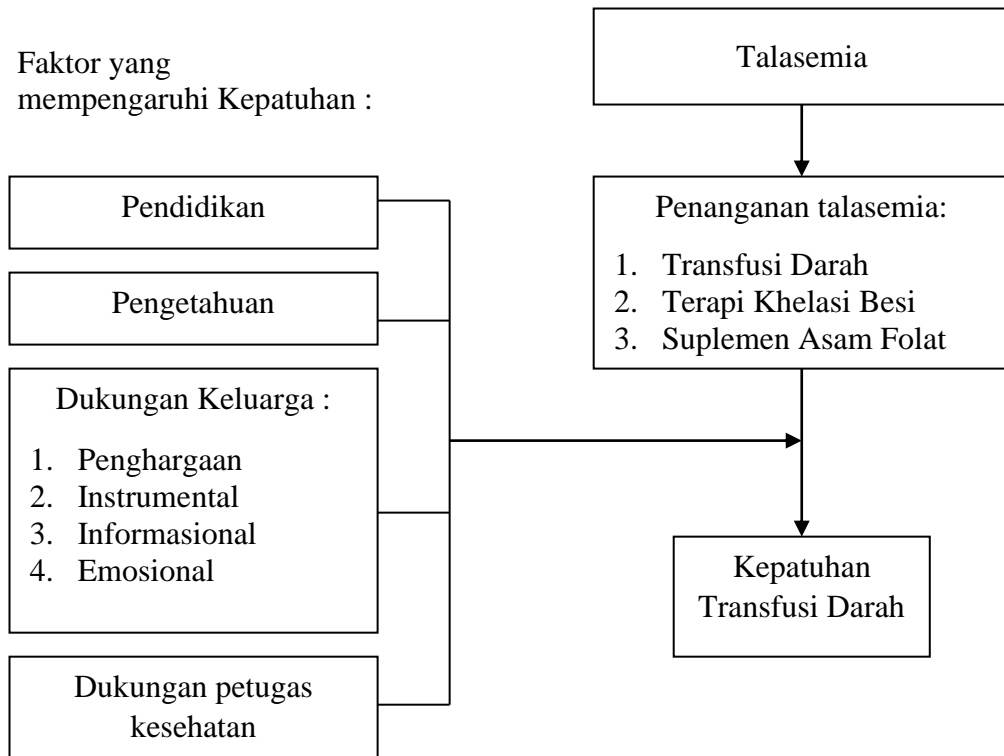 Faktor yang
mempengaruhi Kepatuhan :
Pendidikan
Pengetahuan
Dukungan Keluarga :
1. Penghargaan
2. Instrumental
3. Informasional
4. Emosional
Dukungan petugas
kesehatan
Talasemia
Penanganan talasemia:
1. Transfusi Darah
2. Terapi Khelasi Besi
3. Suplemen Asam Folat
Kepatuhan
Transfusi Darah